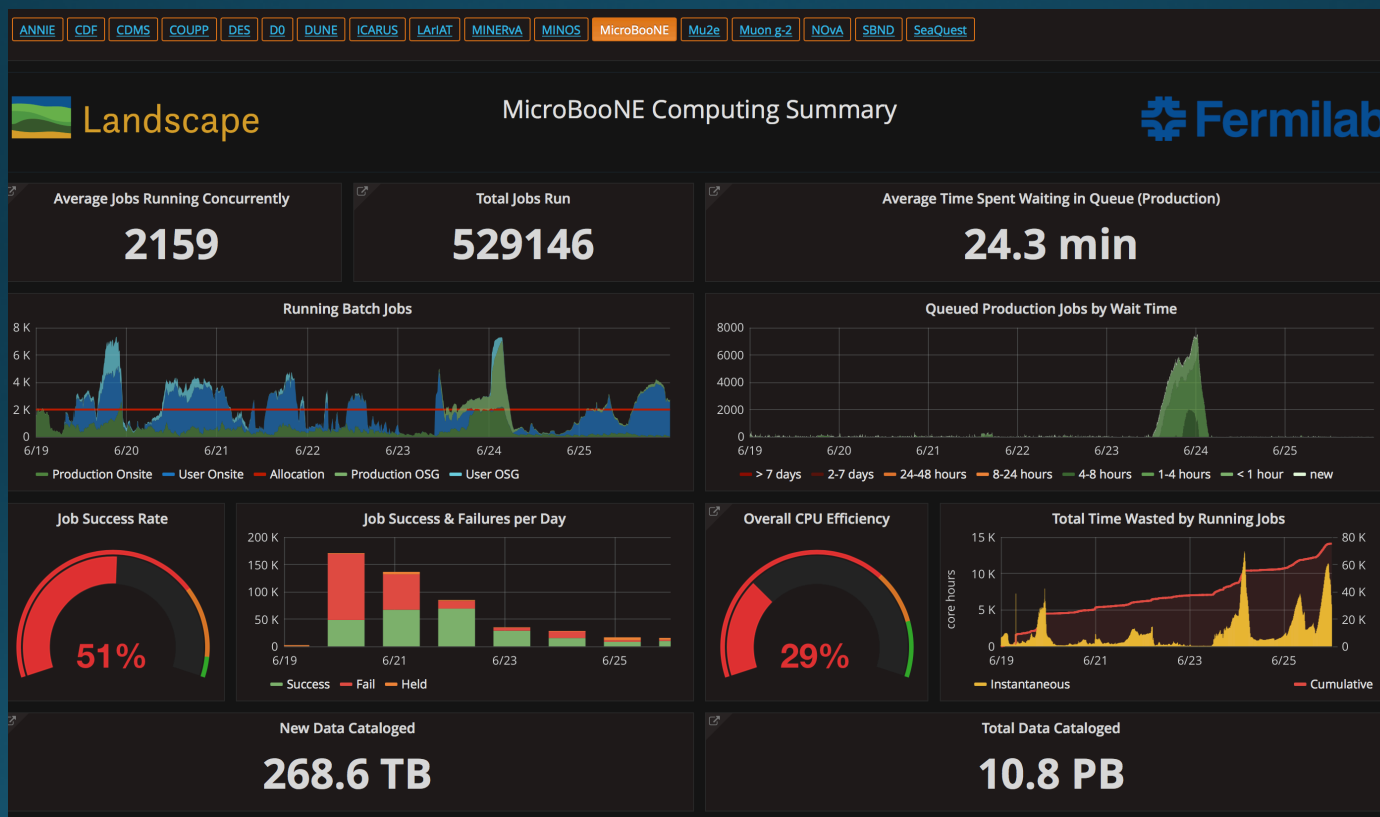 ANNIE CDF CDMS COUPP DES D0 DUNE ICARUS LArIAT MINERvA MINOS MicroBooNE Mu2e Muon g-2 NOvA SBND SeaQuest
Landscape
MicroBooNE Computing Summary
Fermilab
Average Jobs Running Concurrently
2159
Total Jobs Run
529146
Average Time Spent Waiting in Queue (Production)
24.3 min
Running Batch Jobs
8 K
6 K
4 K
2 K
0
6/19 6/20 6/21 6/22 6/23 6/24 6/25
Production Onsite User Onsite Allocation Production OSG User OSG
Queued Production Jobs by Wait Time
8000
6000
4000
2000
0
6/19 6/20 6/21 6/22 6/23 6/24 6/25
> 7 days 2-7 days 24-48 hours 8-24 hours 4-8 hours 1-4 hours < 1 hour new
Job Success Rate
51%
Job Success & Failures per Day
200 K
150 K
100 K
50 K
0
6/19 6/21 6/23 6/25
Success Fail Held
Overall CPU Efficiency
29%
Total Time Wasted by Running Jobs
core hours
15 K 80 K
10 K 60 K
5 K 40 K
0 20 K
0
6/19 6/21 6/23 6/25
Instantaneous Cumulative
New Data Cataloged
268.6 TB
Total Data Cataloged
10.8 PB